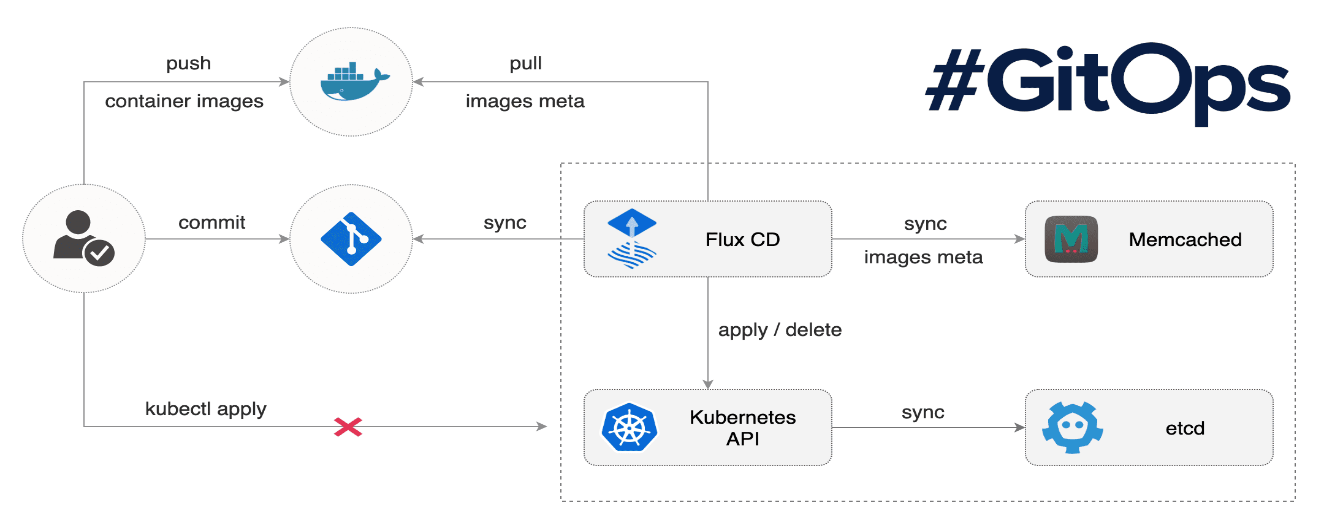 #GitOps
push
container images
pull
images meta
commit
sync
Flux CD
sync
images meta
Memcached
apply / delete
kubectl apply
Kubernetes
API
sync
etcd